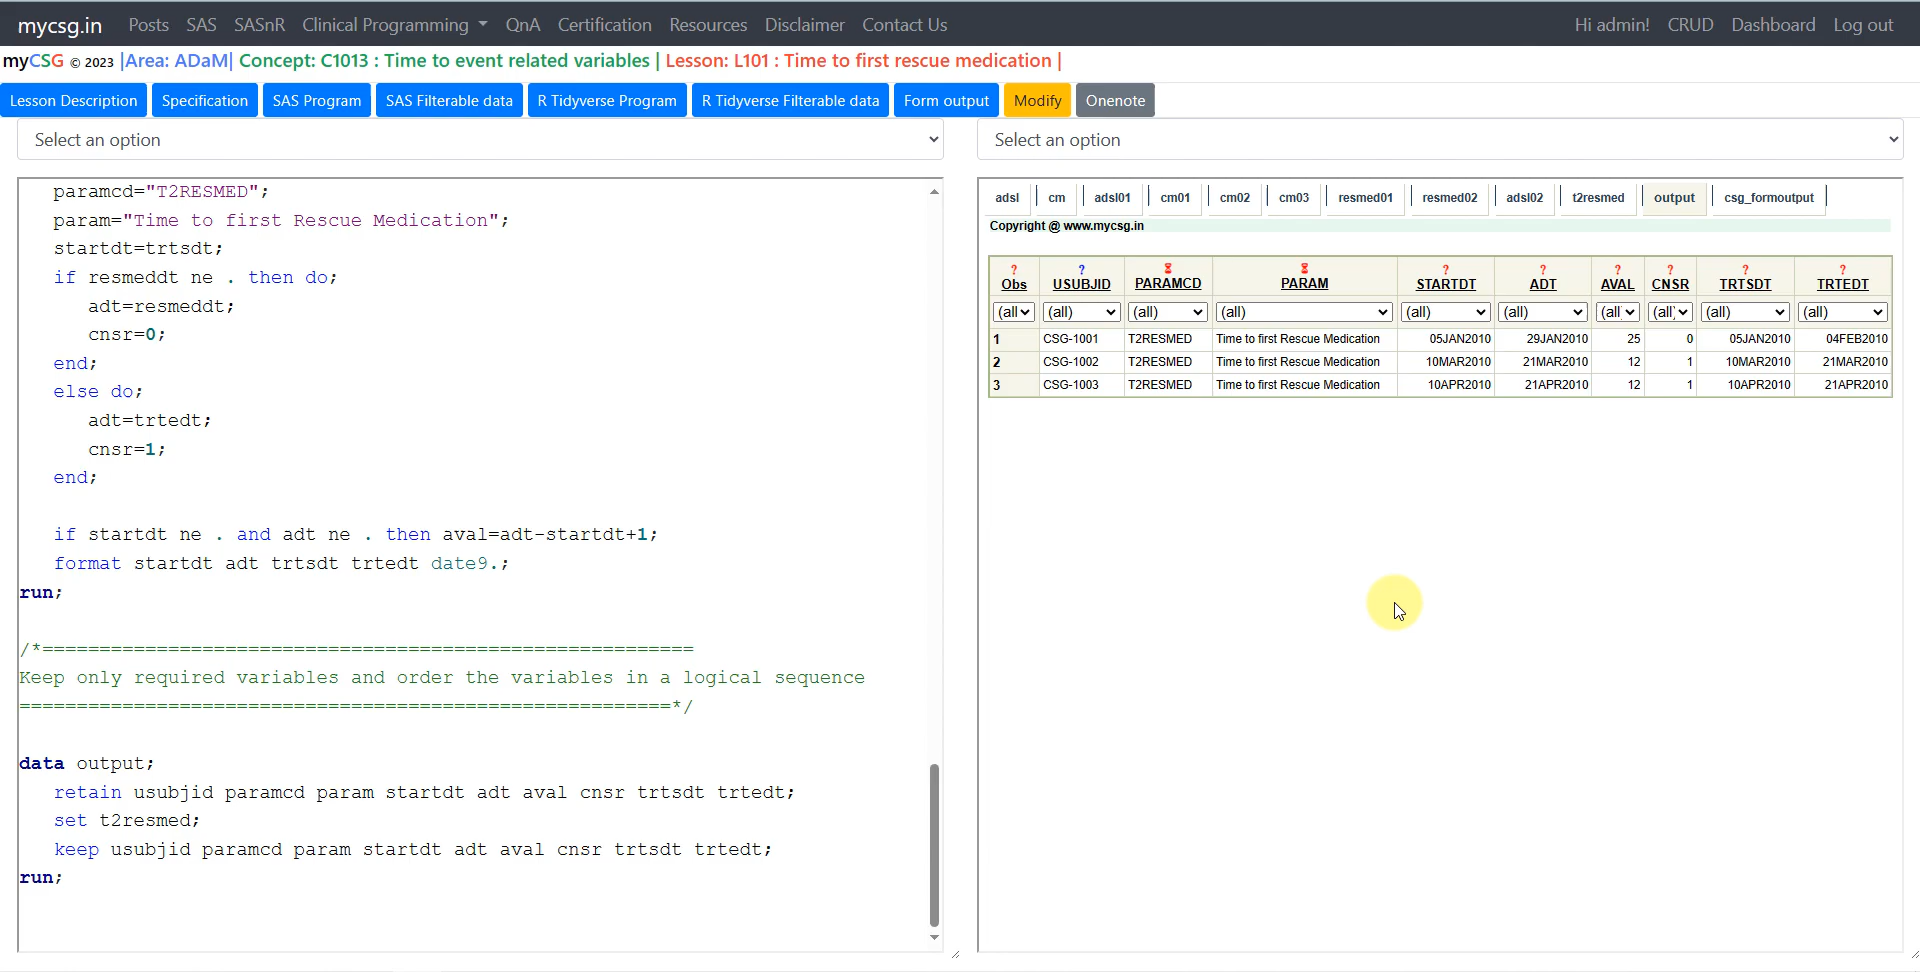 mycsg.in Posts SAS SASnR Clinical Programming QnA Certification Resources Disclaimer Contact Us Hi admin! CRUD Dashboard Log out
myCSG © 2023 |Area: ADaM| Concept: C1013 : Time to event related variables | Lesson: L101 : Time to first rescue medication |
Lesson Description Specification SAS Program SAS Filterable data R Tidyverse Program R Tidyverse Filterable data Form output Modify Onenote
Select an option
paramcd="T2RESMED";
param="Time to first Rescue Medication";
startdt=trtsdt;
if resmeddt ne . then do;
adt=resmeddt;
cnsr=0;
end;
else do;
adt=trtedt;
cnsr=1;
end;
if startdt ne . and adt ne . then aval=adt-startdt+1;
format startdt adt trtsdt trtedt date9.;
run;
/*=========================================================
Keep only required variables and order the variables in a logical sequence
=========================================================*/
data output;
retain usubjid paramcd param startdt adt aval cnsr trtsdt trtedt;
set t2resmed;
keep usubjid paramcd param startdt adt aval cnsr trtsdt trtedt;
run;
Select an option
adsl cm adsl01 cm01 cm02 cm03 resmed01 resmed02 adsl02 t2resmed output csg_formoutput
Copyright @ www.mycsg.in
? ? ? ? ? ? ? ?
Obs USUBJID PARAMCD PARAM STARTDT ADT AVAL CNSR TRTSDT TRTEDT
(all (all) (all) (all) (all) (all) (all (all) (all) (all)
1 CSG-1001 T2RESMED Time to first Rescue Medication 05JAN2010 29JAN2010 25 0 05JAN2010 04FEB2010
2 CSG-1002 T2RESMED Time to first Rescue Medication 10MAR2010 21MAR2010 12 1 10MAR2010 21MAR2010
3 CSG-1003 T2RESMED Time to first Rescue Medication 10APR2010 21APR2010 12 1 10APR2010 21APR2010